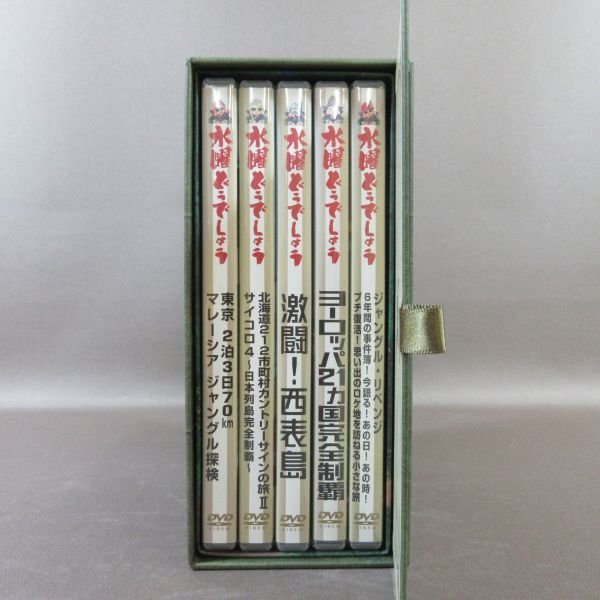 水曜どうでしょう
東京 2泊3日70km
マレーシア ジャングル探検
DVD
VIDEO
水曜どうでしょう
北海道212市町村カントリーサインの旅II
サイコロ4～日本列島完全制覇～
DVD
VIDEO
水曜どうでしょう
激闘!西表島
DVD
VIDEO
水曜どうでしょう
ヨーロッパ21ヵ国完全制覇
DVD
VIDEO
水曜どうでしょう
ジャングル・リベンジ
6年間の事件簿!今語る!あの日!あの時!
プチ復活!思い出のロケ地を訪ねる小さな旅
DVD
VIDEO